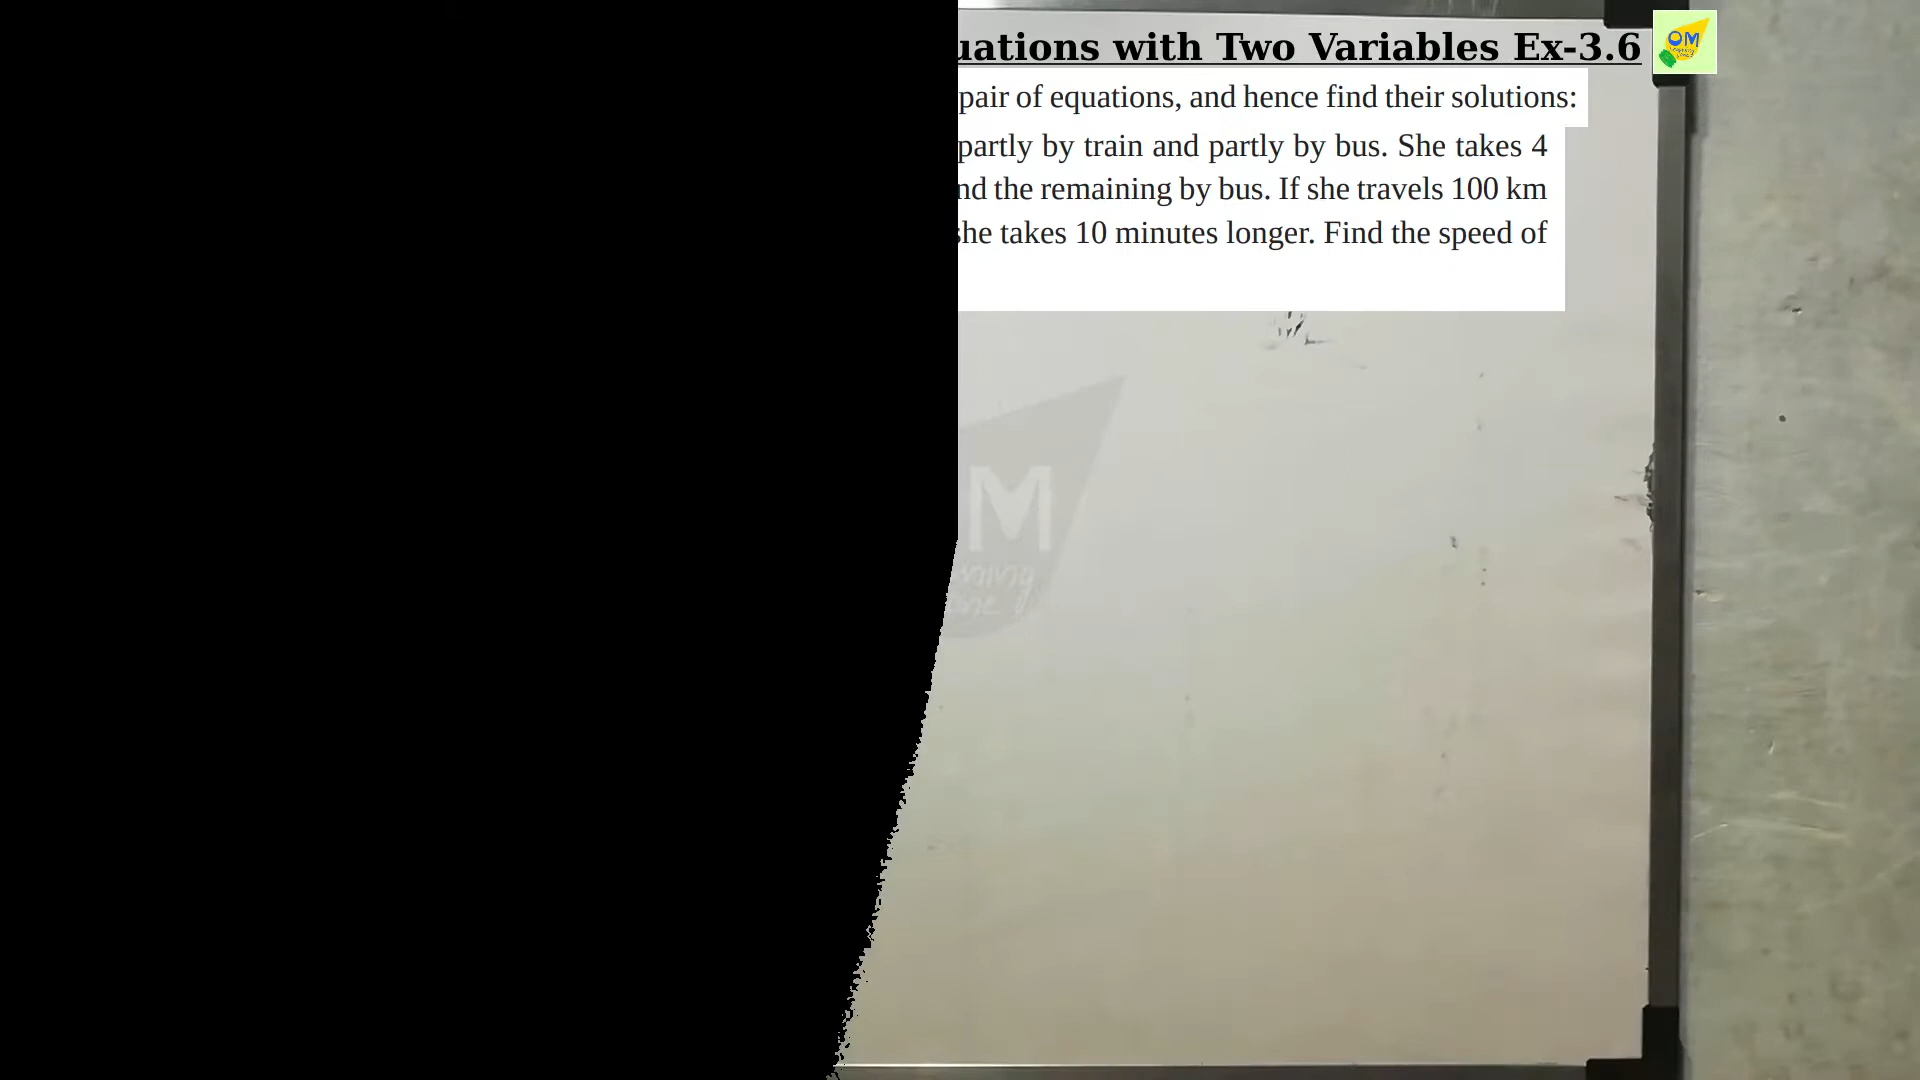 uations with Two Variables Ex-3.6
OM
pair of equations, and hence find their solutions:
partly by train and partly by bus. She takes 4
nd the remaining by bus. If she travels 100 km
she takes 10 minutes longer. Find the speed of
M